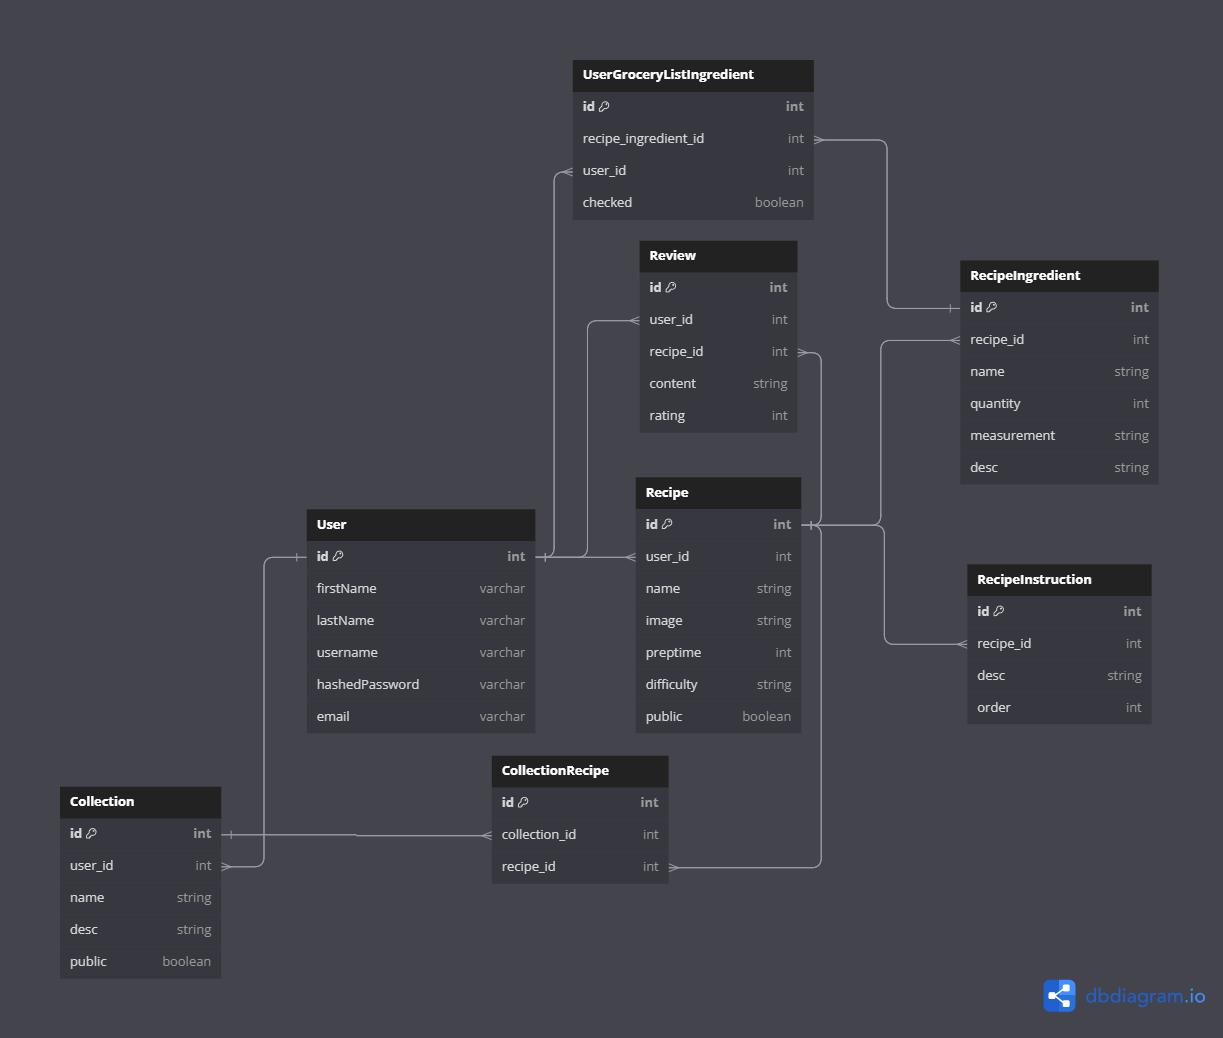 UserGroceryListIngredient
id int
recipe_ingredient_id int
user_id int
checked boolean
Review
id int
user_id int
recipe_id int
content string
rating int
RecipeIngredient
id int
recipe_id int
name string
quantity int
measurement string
desc string
Recipe
id int
user_id int
name string
image string
preptime int
difficulty string
public boolean
User
id int
firstName varchar
lastName varchar
username varchar
hashedPassword varchar
email varchar
RecipeInstruction
id int
recipe_id int
desc string
order int
CollectionRecipe
id int
collection_id int
recipe_id int
Collection
id int
user_id int
name string
desc string
public boolean
dbdiagram.io